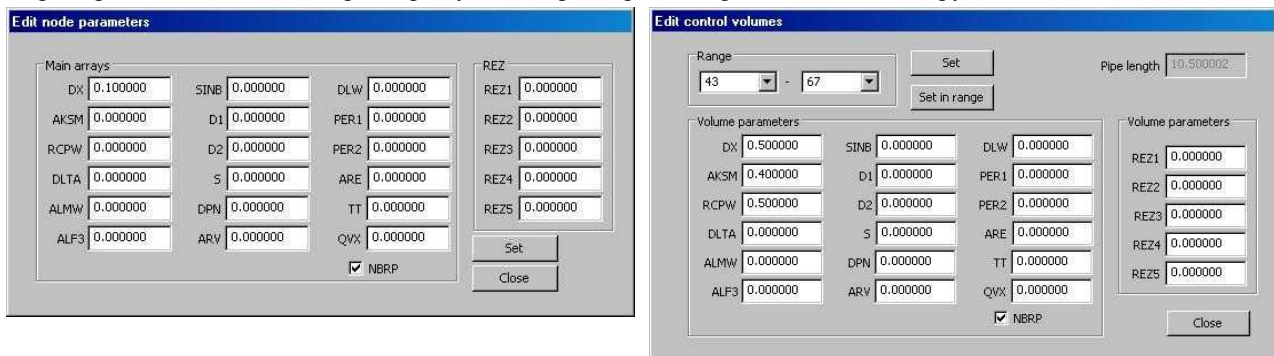 Edit node parameters
Main arrays
DX 0.100000 SINB 0.000000 DLW 0.000000
AKSM 0.000000 D1 0.000000 PER1 0.000000
RCPW 0.000000 D2 0.000000 PER2 0.000000
DLTA 0.000000 S 0.000000 ARE 0.000000
ALMW 0.000000 DPN 0.000000 TT 0.000000
ALF3 0.000000 ARV 0.000000 QVX 0.000000
NBRP
REZ
REZ1 0.000000
REZ2 0.000000
REZ3 0.000000
REZ4 0.000000
REZ5 0.000000
Set
Close
Edit control volumes
Range
43 - 67
Set
Set in range
Pipe length 10.500002
Volume parameters
DX 0.500000 SINB 0.000000 DLW 0.000000
AKSM 0.400000 D1 0.000000 PER1 0.000000
RCPW 0.500000 D2 0.000000 PER2 0.000000
DLTA 0.000000 S 0.000000 ARE 0.000000
ALMW 0.000000 DPN 0.000000 TT 0.000000
ALF3 0.000000 ARV 0.000000 QVX 0.000000
NBRP
Volume parameters
REZ1 0.000000
REZ2 0.000000
REZ3 0.000000
REZ4 0.000000
REZ5 0.000000
Close